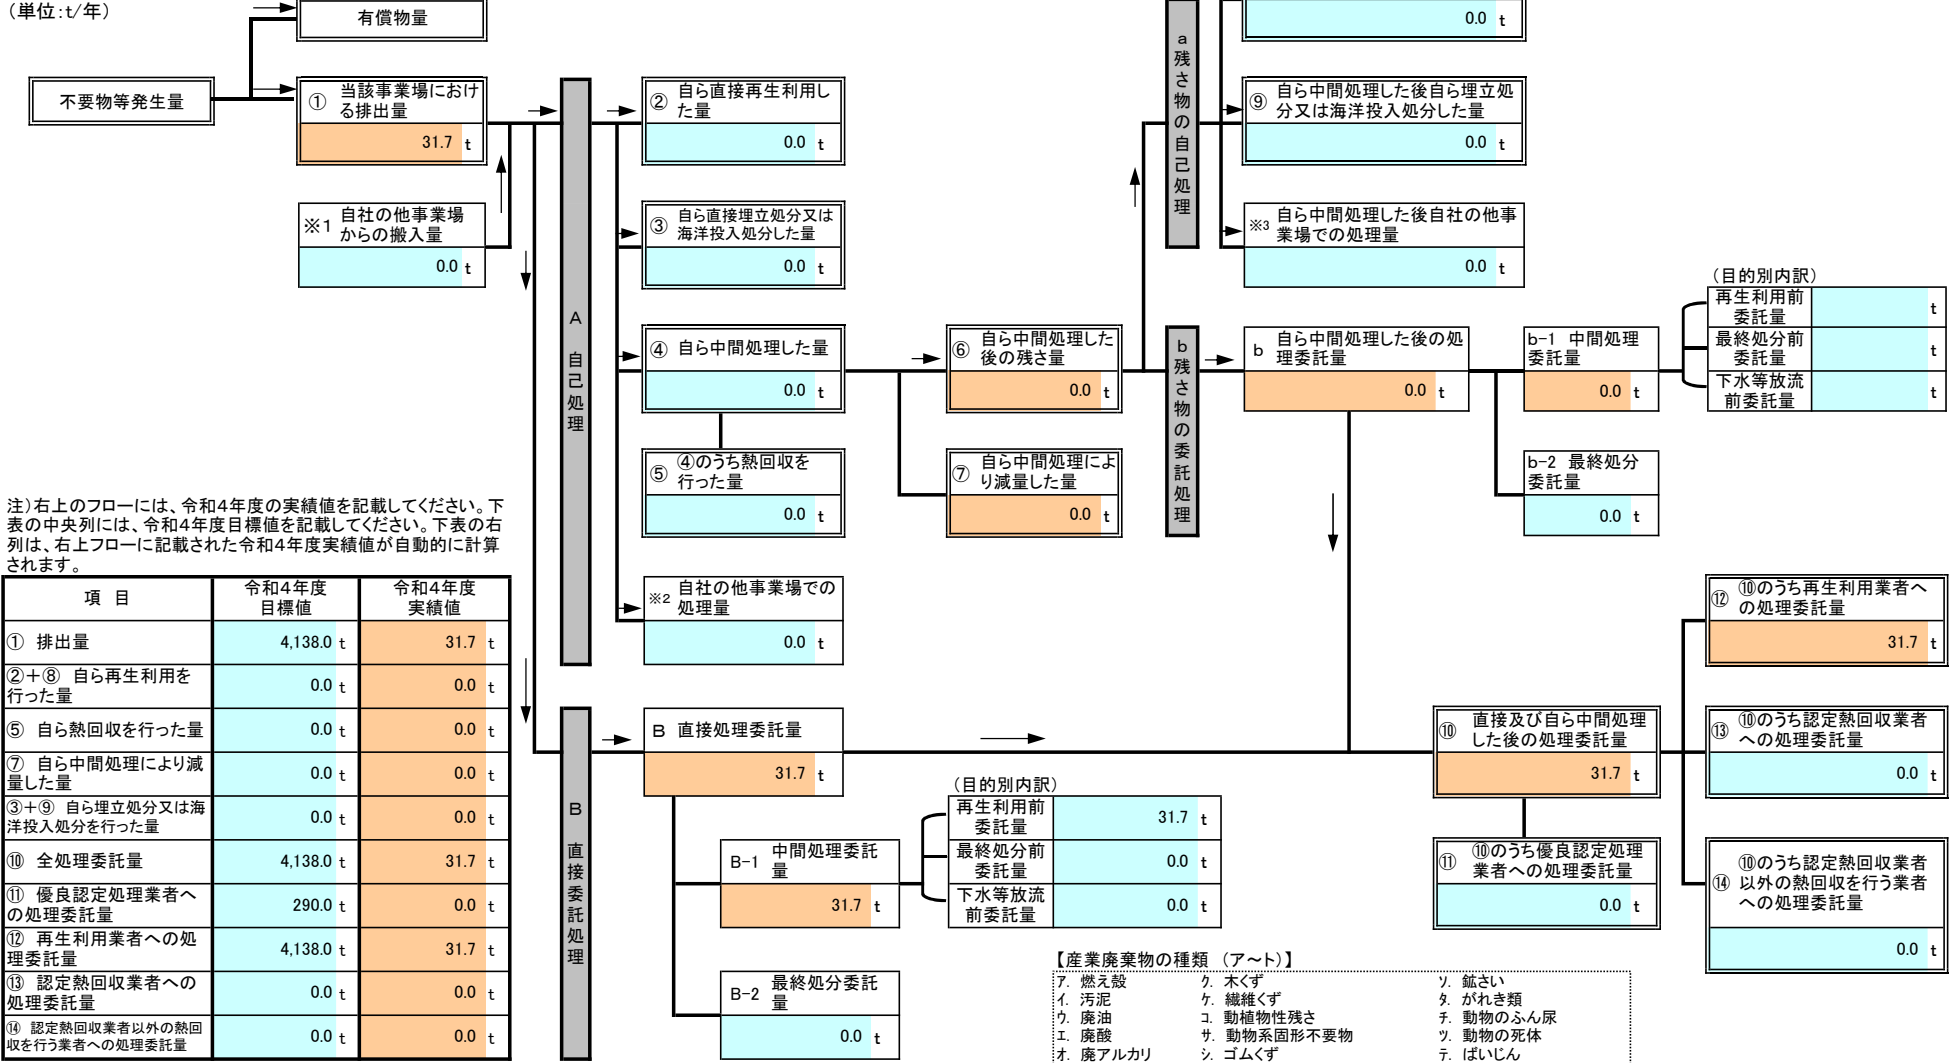 （単位:t/年）
有償物量
不要物等発生量
① 当該事業場におけ
る排出量
31.7 t
※1 自社の他事業場
からの搬入量
0.0 t
A 自己処理
② 自ら直接再生利用し
た量
0.0 t
③ 自ら直接埋立処分又は
海洋投入処分した量
0.0 t
④ 自ら中間処理した量
0.0 t
⑤ ④のうち熱回収を
行った量
0.0 t
※2 自社の他事業場での
処理量
0.0 t
⑥ 自ら中間処理した
後の残さ量
0.0 t
⑦ 自ら中間処理によ
り減量した量
0.0 t
a 残さ物の自己処理
0.0 t
⑨ 自ら中間処理した後自ら埋立処
分又は海洋投入処分した量
0.0 t
※3 自ら中間処理した後自社の他事
業場での処理量
0.0 t
b 残さ物の委託処理
b 自ら中間処理した後の処
理委託量
0.0 t
b-1 中間処理
委託量
0.0 t
b-2 最終処分
委託量
0.0 t
（目的別内訳）
再生利用前
委託量
t
最終処分前
委託量
t
下水等放流
前委託量
t
注）右上のフローには、令和4年度の実績値を記載してください。下
表の中央列には、令和4年度目標値を記載してください。下表の右
列は、右上フローに記載された令和4年度実績値が自動的に計算
されます。
項 目 令和4年度 目標値 令和4年度 実績値
① 排出量 4,138.0 t 31.7 t
②+⑧ 自ら再生利用を
行った量 0.0 t 0.0 t
⑤ 自ら熱回収を行った量 0.0 t 0.0 t
⑦ 自ら中間処理により減
量した量 0.0 t 0.0 t
③+⑨ 自ら埋立処分又は海
洋投入処分を行った量 0.0 t 0.0 t
⑩ 全処理委託量 4,138.0 t 31.7 t
⑪ 優良認定処理業者へ
の処理委託量 290.0 t 0.0 t
⑫ 再生利用業者への処
理委託量 4,138.0 t 31.7 t
⑬ 認定熱回収業者への
処理委託量 0.0 t 0.0 t
⑭ 認定熱回収業者以外の熱回
収を行う業者への処理委託量 0.0 t 0.0 t
B 直接委託処理
B 直接処理委託量
31.7 t
B-1 中間処理委託
量
31.7 t
B-2 最終処分委託
量
0.0 t
（目的別内訳）
再生利用前
委託量
31.7 t
最終処分前
委託量
0.0 t
下水等放流
前委託量
0.0 t
⑩ 直接及び自ら中間処理
した後の処理委託量
31.7 t
⑪ ⑩のうち優良認定処理
業者への処理委託量
0.0 t
⑫ ⑩のうち再生利用業者へ
の処理委託量
31.7 t
⑬ ⑩のうち認定熱回収業者
への処理委託量
0.0 t
⑭ ⑩のうち認定熱回収業者
以外の熱回収を行う業者
への処理委託量
0.0 t
【産業廃棄物の種類 （ア～ト）】
ア. 燃え殻 ク. 木くず ソ. 鉱さい
イ. 汚泥 ケ. 繊維くず タ. がれき類
ウ. 廃油 コ. 動植物性残さ チ. 動物のふん尿
エ. 廃酸 サ. 動物系固形不要物 ツ. 動物の死体
オ. 廃アルカリ シ. ゴムくず テ. ばいじん